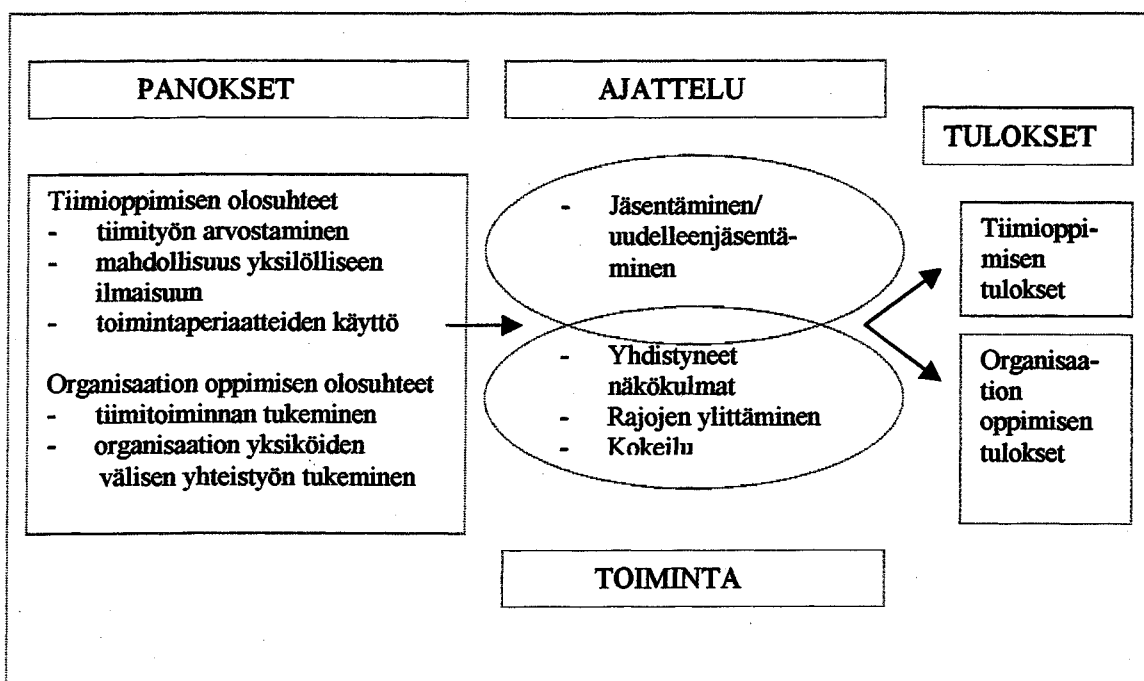 PANOKSET
Tiimioppimisen olosuhteet
- tiimityön arvostaminen
- mahdollisuus yksilölliseen
ilmaisuun
- toimintaperiaatteiden käyttö
Organisaation oppimisen olosuhteet
- tiimitoiminnan tukeminen
- organisaation yksiköiden
välisen yhteistyön tukeminen
AJATTELU
- Jäsentäminen/
uudelleenjäsentä-
minen
- Yhdistyneet
näkökulmat
- Rajojen ylittäminen
- Kokeilu
TOIMINTA
TULOKSET
Tiimioppi-
misen
tulokset
Organisaa-
tion
oppimisen
tulokset